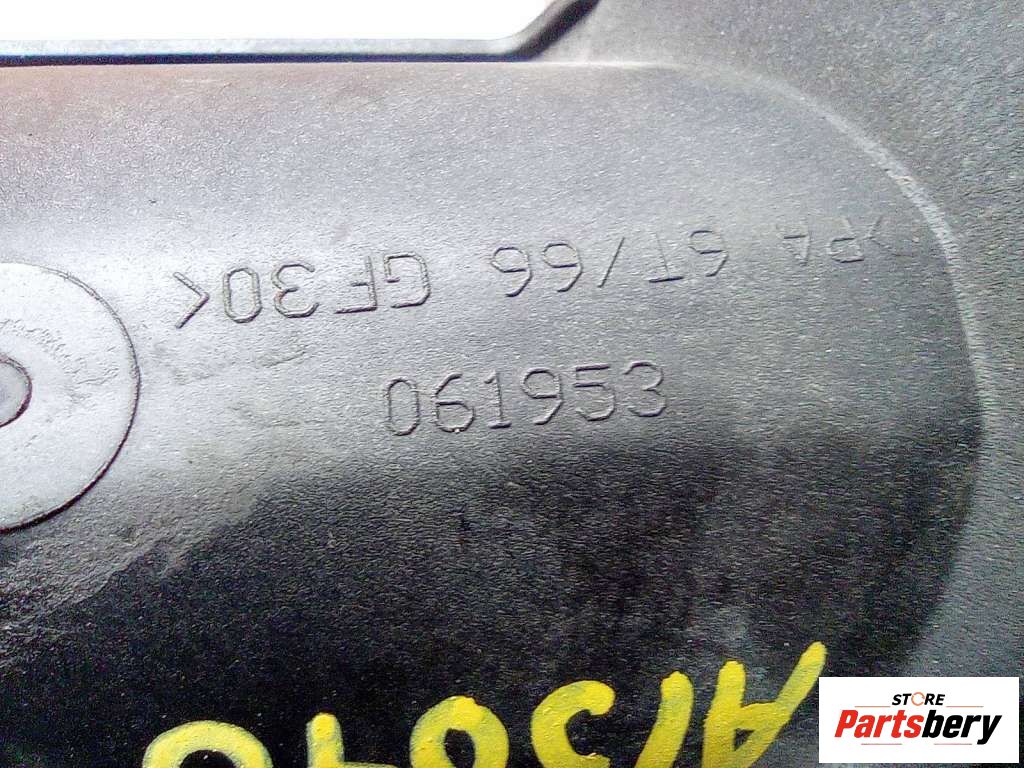 >PA 6T/66 GF30<
061953
STORE
Partsbery